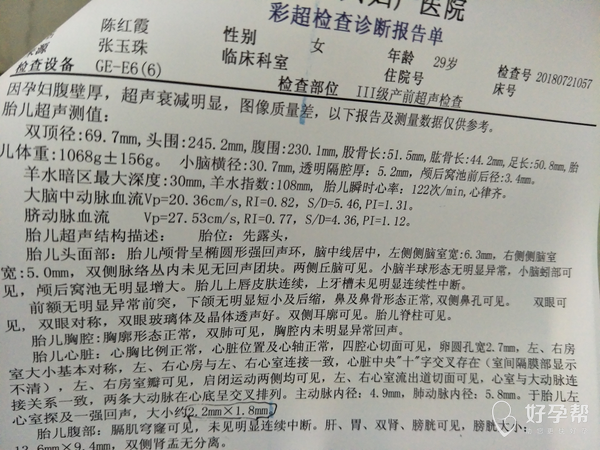 妇产医院
彩超检查诊断报告单
陈红霞 性别 女 年龄 29岁 检查号 20180721057
张玉珠 临床科室 住院号 床号
检查设备 GE-E6(6) 检查部位 III级产前超声检查
因孕妇腹壁厚，超声衰减明显，图像质量差，以下报告及测量数据仅供参考。
胎儿超声测值：
双顶径:69.7mm,头围:245.2mm,腹围:230.1mm,股骨长:51.5mm,肱骨长:44.2mm,足长:50.8mm,胎
儿体重:1068g±156g。 小脑横径:30.7mm,透明隔腔厚：5.2mm，颅后窝池前后径:3.4mm。
羊水暗区最大深度:30mm,羊水指数:108mm, 胎儿瞬时心率: 122次/min,心律齐。
大脑中动脉血流 Vp=20.36cm/s,RI=0.82, S/D=5.46,PI=1.31。
脐动脉血流 Vp=27.53cm/s,RI=0.77, S/D=4.36,PI=1.12。
胎儿超声结构描述： 胎位: 先露头，
胎儿头面部: 胎儿颅骨呈椭圆形强回声环，脑中线居中，左侧侧脑室宽:6.3mm，右侧侧脑室
宽:5.0mm，双侧脉络丛内未见无回声团块。两侧丘脑可见。小脑半球形态无明显异常,小脑蚓部可
见，颅后窝池无明显增大。胎儿上唇皮肤连续，上牙槽未见明显连续性中断。
前额无明显异常前突，下颌无明显短小及后缩，鼻及鼻骨形态正常,双侧鼻孔可见。 双眼可
见，双眼对称，双眼玻璃体及晶体透声好。双侧耳廓可见。胎儿脊柱可见。
胎儿胸腔: 胸廓形态正常，双肺可见，胸腔内未见明显异常回声。
胎儿心脏: 心胸比例正常，心脏位置及心轴正常，四腔心切面可见，卵圆孔宽2.7mm，左、右房
室大小基本对称，左、右心房与左、右心室连接一致，心脏中央"十"字交叉存在(室间隔膜部显示
不清），左、右房室瓣可见，启闭运动两侧均可见，左、右心室流出道切面可见，心室与大动脉连
接关系一致，两条大动脉在心底呈交叉排列。主动脉内径: 4.9mm，肺动脉内径: 5.8mm。于胎儿左
心室探及一强回声，大小约2.2mm×1.8mm。
胎儿腹部: 膈肌穹窿可见，未见明显连续中断。肝、胃、双肾、膀胱可见，膀胱大小:
13.6mm×9.4mm，双侧肾盂无分离。
好孕帮